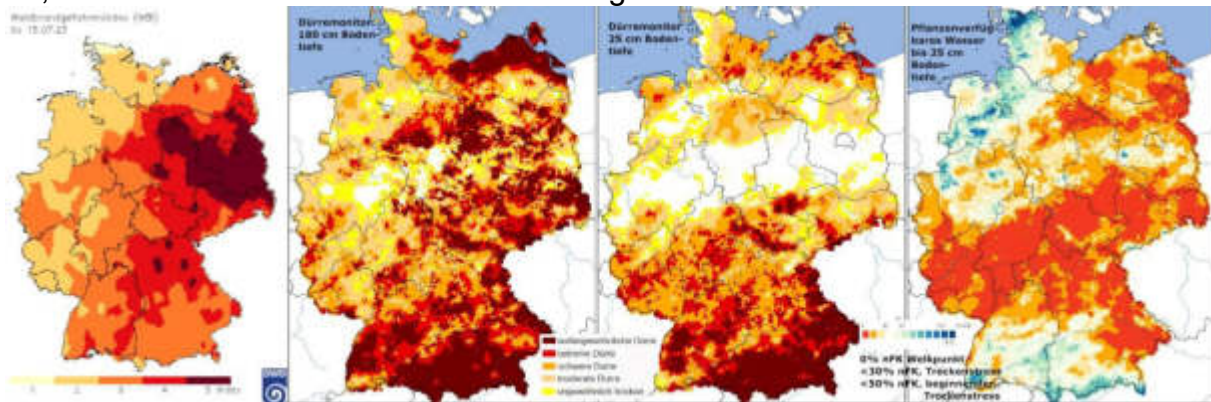 Waldbrandgefahrenindex (WBI)
Dürremonitor
180 cm Boden-
tiefe
Dürremonitor
25 cm Boden-
tiefe
Pflanzenverfüg
bares Wasser
bis 25 cm
Boden-
tiefe
außergewöhnliche Dürre
extreme Dürre
schwere Dürre
moderate Dürre
ungewöhnlich trocken
0% nFK Welkpunkt
<30% nFK, Trockenstress
<30% nFK, beginnender
Trockenstress